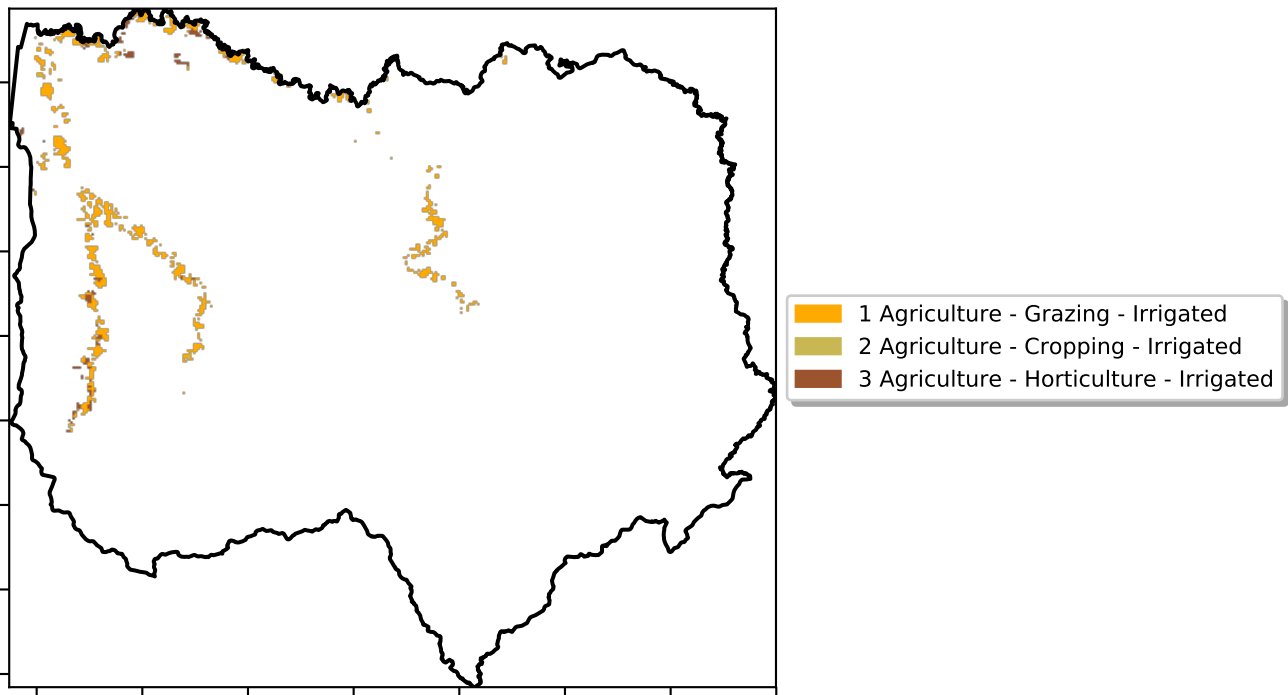 1 Agriculture - Grazing - Irrigated
2 Agriculture - Cropping - Irrigated
3 Agriculture - Horticulture - Irrigated